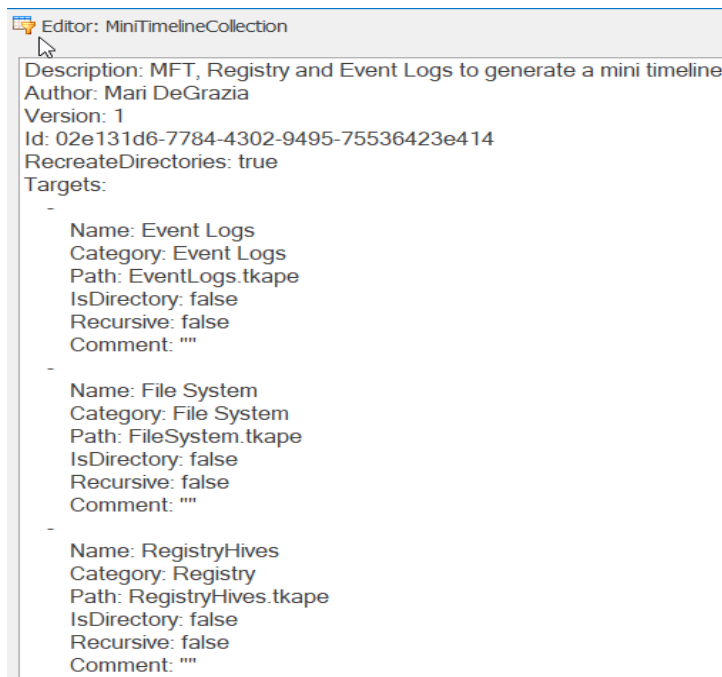 Editor: MiniTimelineCollection
Description: MFT, Registry and Event Logs to generate a mini timeline
Author: Mari DeGrazia
Version: 1
Id: 02e131d6-7784-4302-9495-75536423e414
RecreateDirectories: true
Targets:
-
Name: Event Logs
Category: Event Logs
Path: EventLogs.tkape
IsDirectory: false
Recursive: false
Comment: ""
-
Name: File System
Category: File System
Path: FileSystem.tkape
IsDirectory: false
Recursive: false
Comment: ""
-
Name: RegistryHives
Category: Registry
Path: RegistryHives.tkape
IsDirectory: false
Recursive: false
Comment: ""